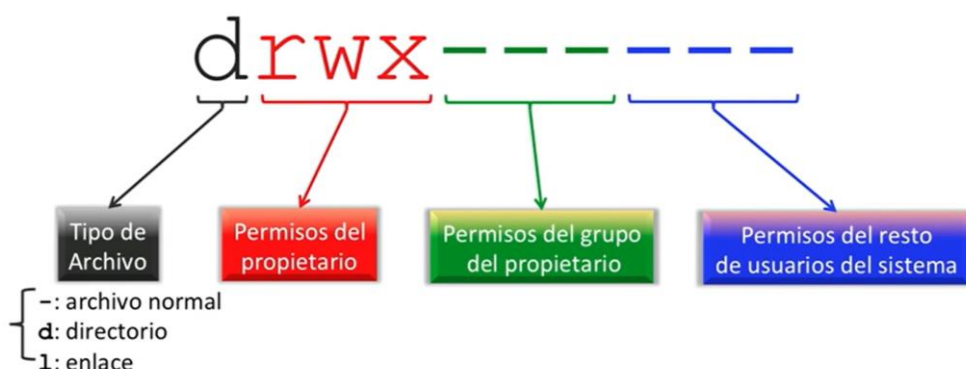 drwx------
Tipo de
Archivo
Permisos del
propietario
Permisos del grupo
del propietario
Permisos del resto
de usuarios del sistema
-: archivo normal
d: directorio
l: enlace